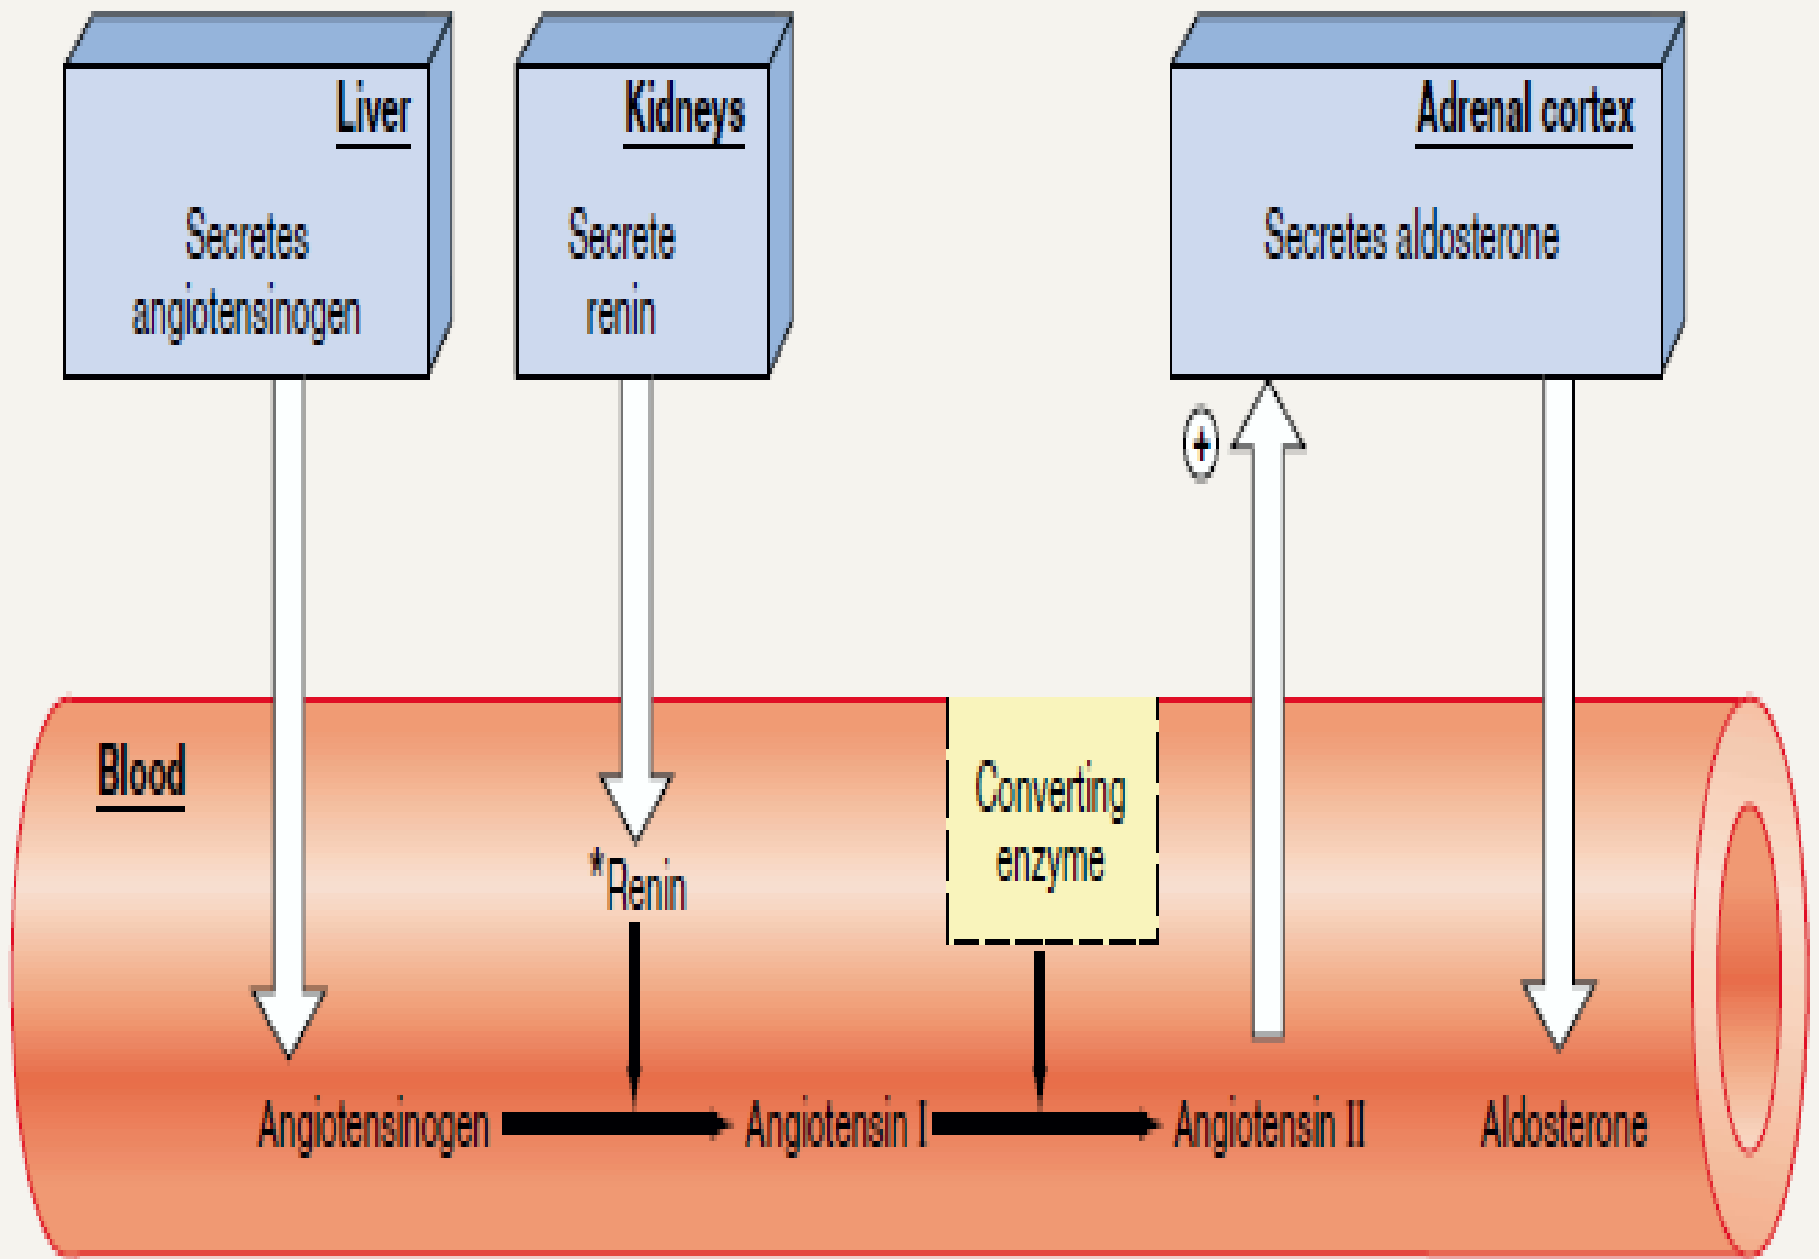 Liver
Secretes
angiotensinogen
Kidneys
Secrete
renin
Adrenal cortex
Secretes aldosterone
+
Blood
*Renin
Converting
enzyme
Angiotensinogen
Angiotensin I
Angiotensin II
Aldosterone